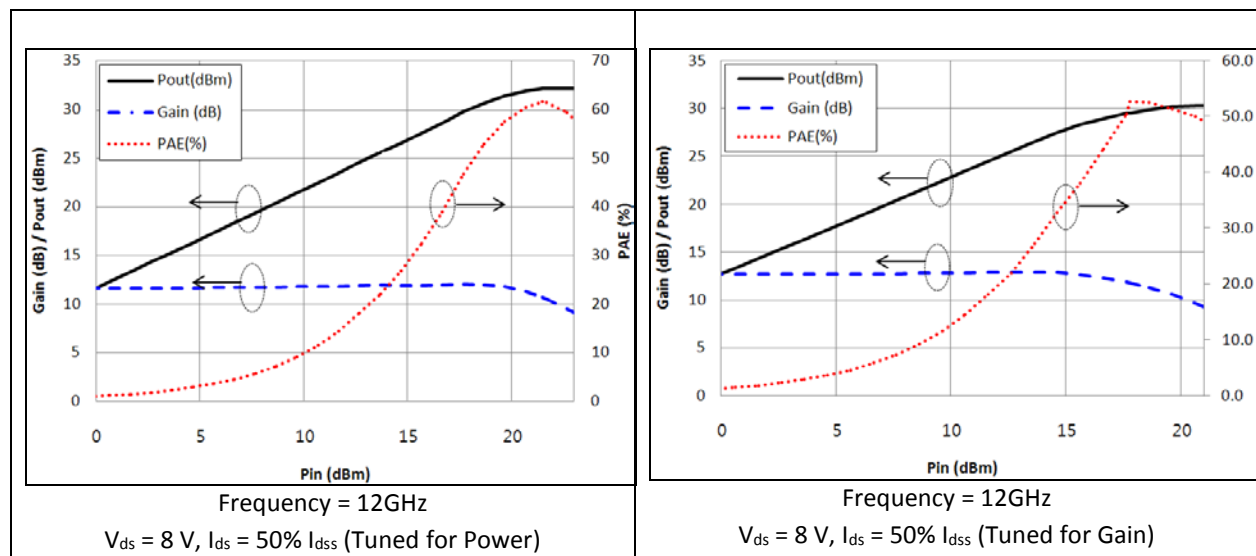 35
30
25
20
15
10
5
0
Gain (dB) / Pout (dBm)
Pout(dBm)
Gain (dB)
PAE(%)
70
60
50
40
30
20
10
0
PAE (%)
0 5 10 15 20
Pin (dBm)
Frequency = 12GHz
Vds = 8 V, Ids = 50% Idss (Tuned for Power)
35
30
25
20
15
10
5
0
Gain (dB) / Pout (dBm)
Pout(dBm)
Gain (dB)
PAE(%)
60.0
50.0
40.0
30.0
20.0
10.0
0.0
0 5 10 15 20
Pin (dBm)
Frequency = 12GHz
Vds = 8 V, Ids = 50% Idss (Tuned for Gain)